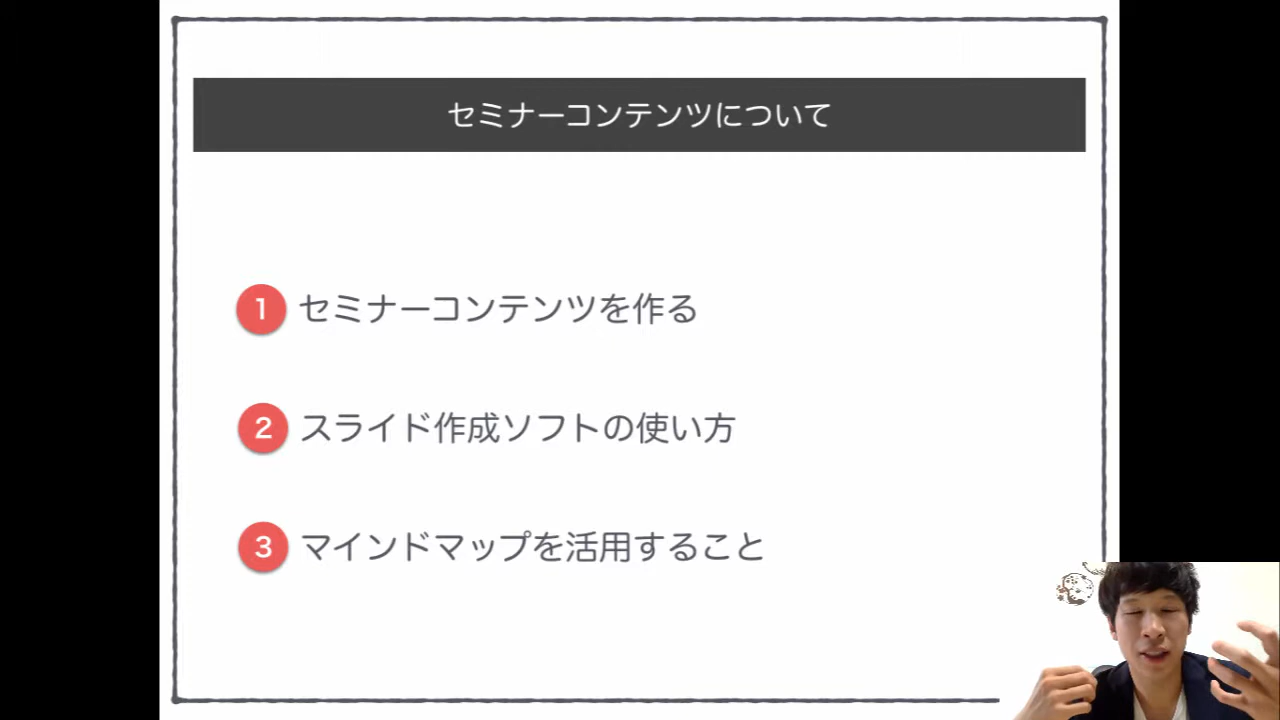 セミナーコンテンツについて
1 セミナーコンテンツを作る
2 スライド作成ソフトの使い方
3 マインドマップを活用すること